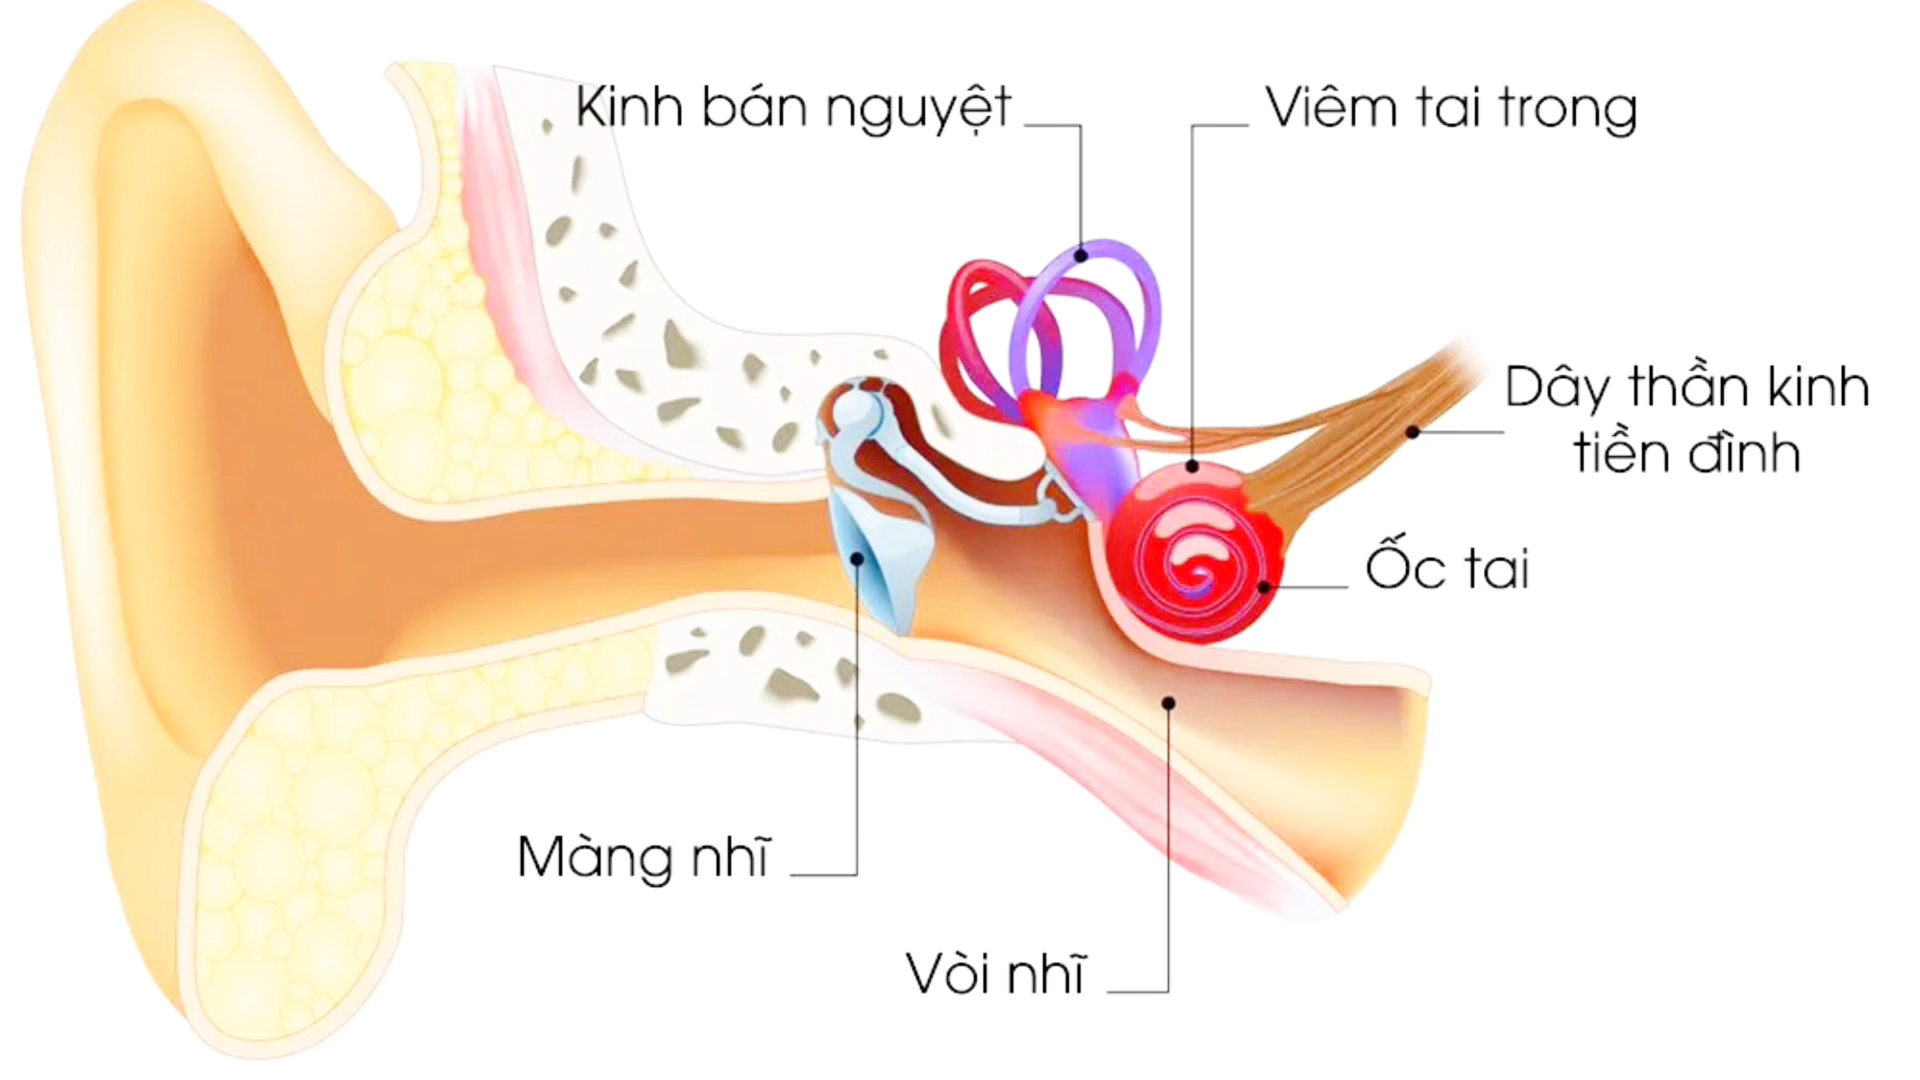 Kinh bán nguyệt
Viêm tai trong
Dây thần kinh
tiền đình
Ốc tai
Màng nhĩ
Vòi nhĩ